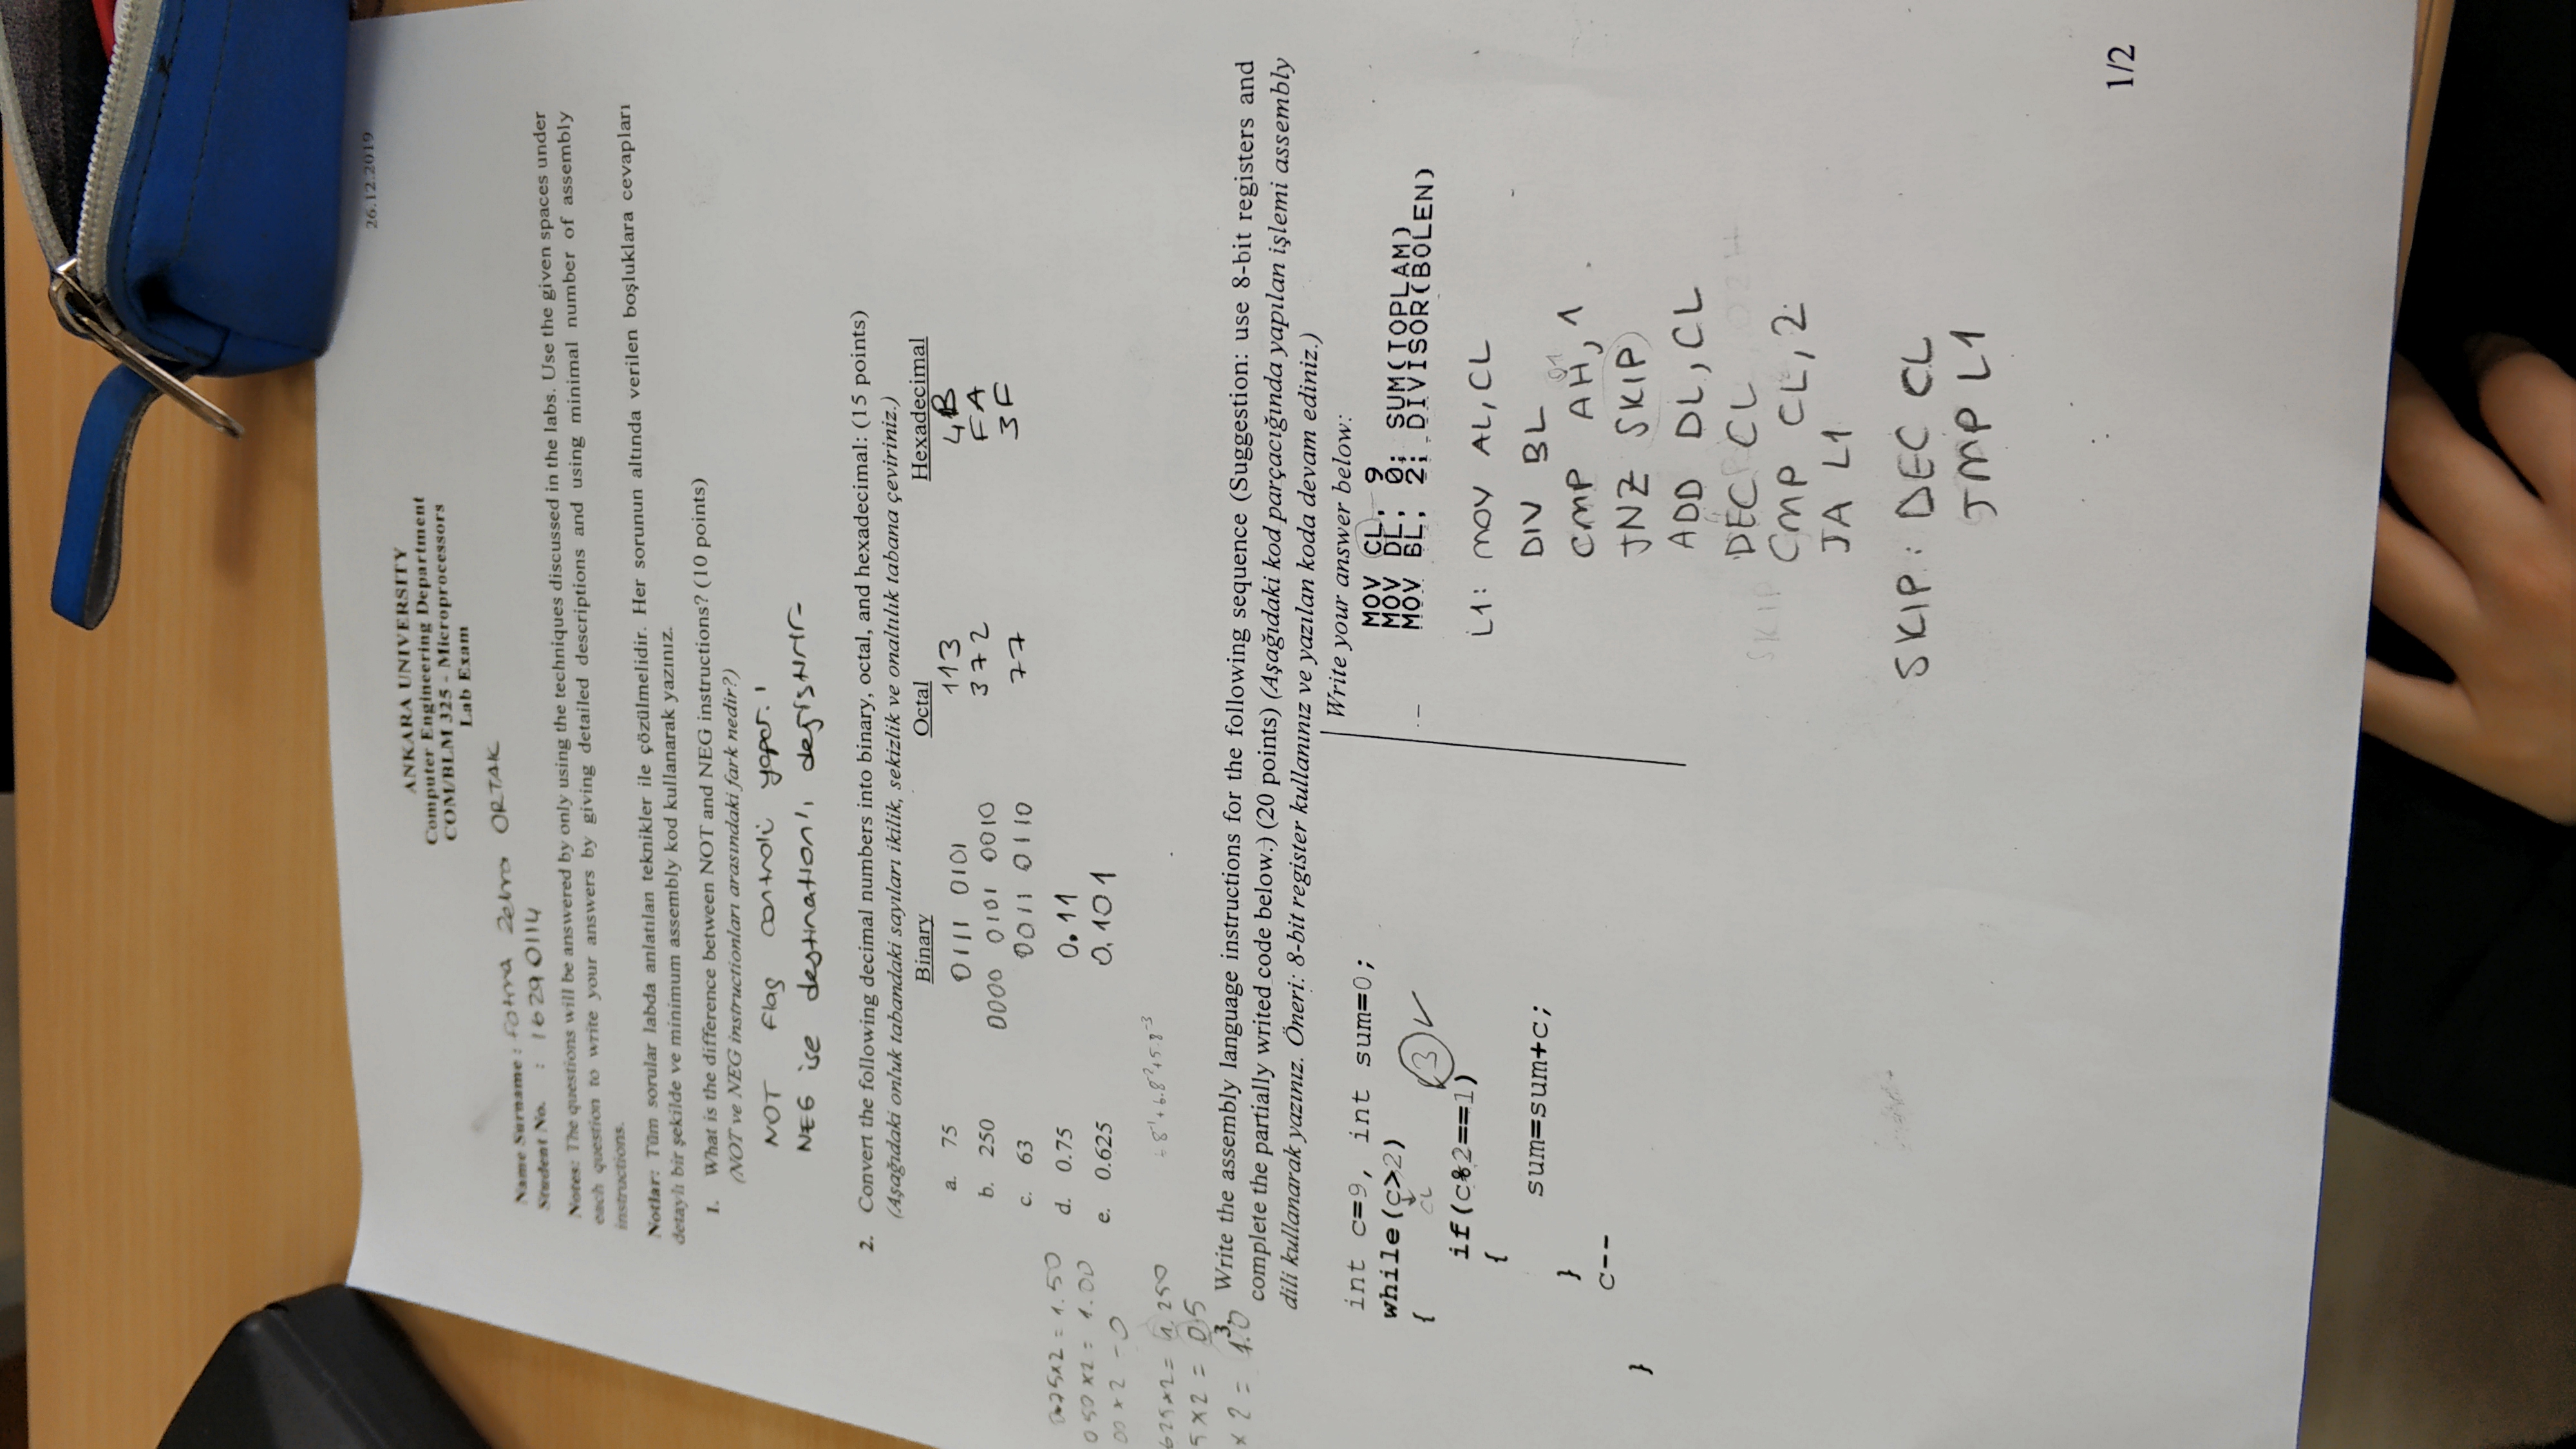 26.12.2019
ANKARA UNIVERSITY
Computer Engineering Department
COM/BLM 325 - Microprocessors
Lab Exam
Name Surname : Fatma Zehra ORTAK
Student No. : 16290114
Notes: The questions will be answered by only using the techniques discussed in the labs. Use the given spaces under
each question to write your answers by giving detailed descriptions and using minimal number of assembly
instructions.
Notlar: Tüm sorular labda anlatılan teknikler ile çözülmelidir. Her sorunun altında verilen boşluklara cevapları
detaylı bir şekilde ve minimum assembly kod kullanarak yazınız.
1. What is the difference between NOT and NEG instructions? (10 points)
(NOT ve NEG instructionları arasındaki fark nedir?)
NOT flag controlü yapar.
NEG ise destination'ı değiştirir
2. Convert the following decimal numbers into binary, octal, and hexadecimal: (15 points)
(Aşağıdaki onluk tabandaki sayıları ikilik, sekizlik ve onaltılık tabana çeviriniz.)
Binary Octal Hexadecimal
a. 75 0111 0101 113 4B
b. 250 0000 0101 0010 372 FA
c. 63 0011 0110 77 3F
d. 0.75 0.11
e. 0.625 0.101
0.75x2 = 1.50
050 x2 = 1.00
00 x 2 - 0
625x2 = 1.250
5x2 = 0.5
x 2 = 1.0
3. Write the assembly language instructions for the following sequence (Suggestion: use 8-bit registers and
complete the partially writed code below.) (20 points) (Aşağıdaki kod parçacığında yapılan işlemi assembly
dili kullanarak yazınız. Öneri: 8-bit register kullanınız ve yazılan koda devam ediniz.)
int c=9, int sum=0;
while(c>2)
{
CL
3
if(c%2==1)
{
sum=sum+c;
}
c--
}
Write your answer below:
MOV CL, 9
MOV DL, 0; SUM(TOPLAM)
MOV BL, 2; DIVISOR(BOLEN)
L1: mov AL, CL
DIV BL
01
CMP AH, 1
JNZ SKIP
ADD DL, CL
DEC CL
SKIP
CMP CL, 2
JA L1
SKIP: DEC CL
JMP L1
1/2